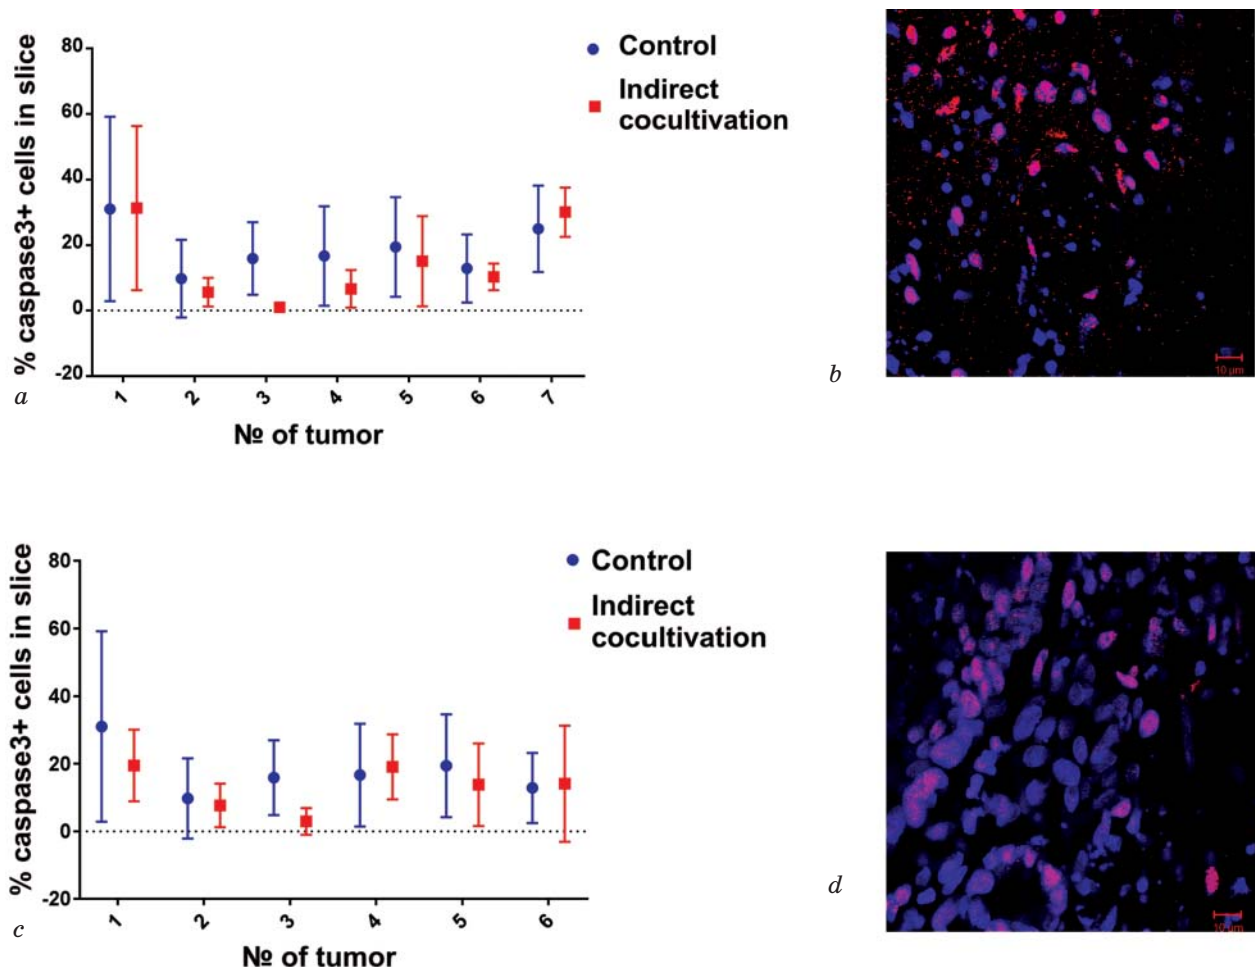 Control
Indirect
cocultivation
% caspase3+ cells in slice
80
60
40
20
0
-20
1
2
3
4
5
6
7
№ of tumor
a
b
10 µm
Control
Indirect
cocultivation
% caspase3+ cells in slice
80
60
40
20
0
-20
1
2
3
4
5
6
№ of tumor
c
d
10 µm